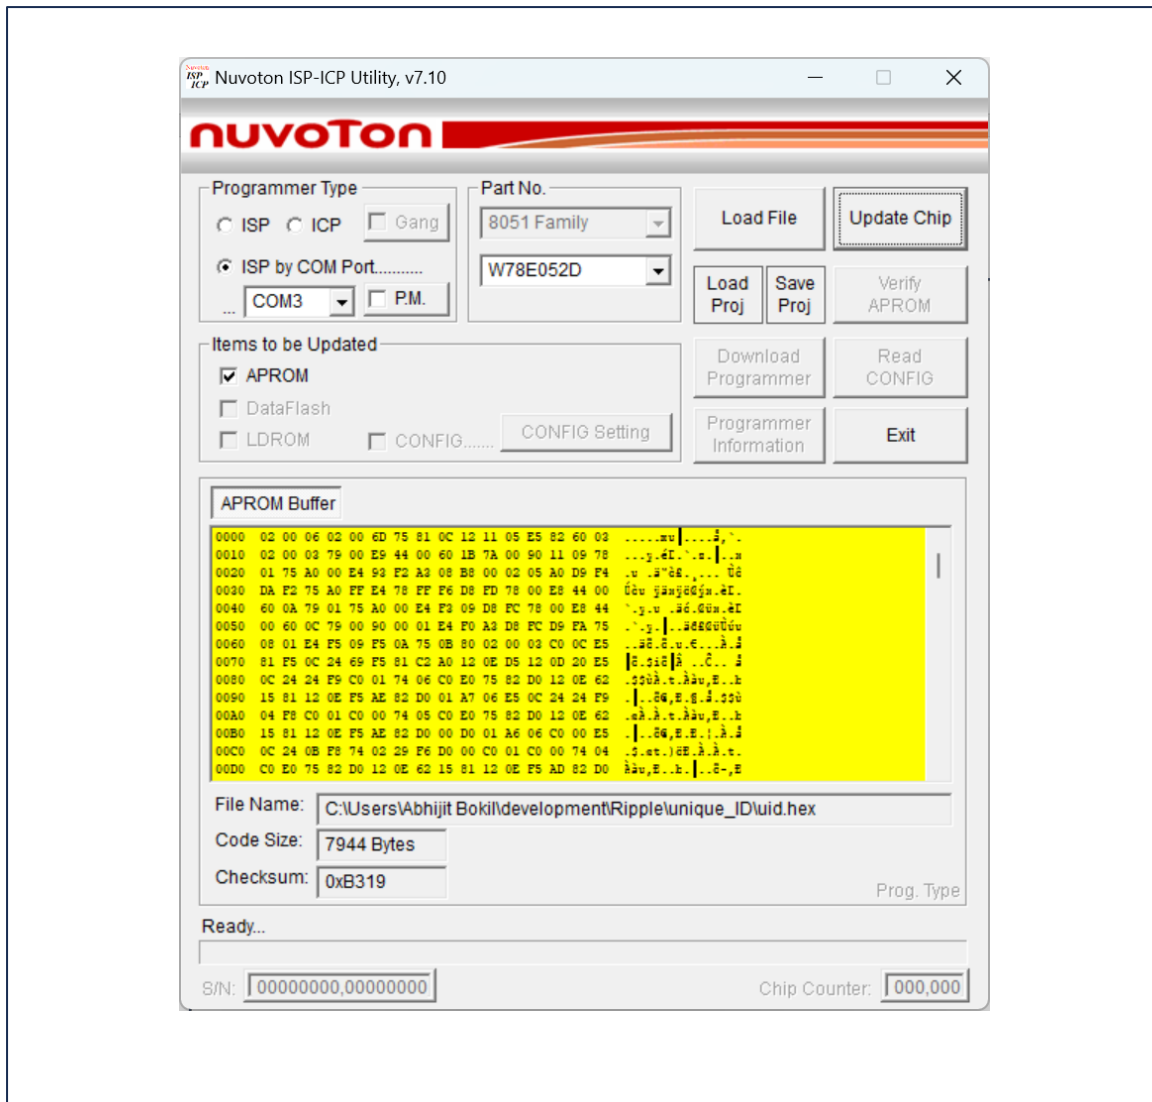 Nuvoton ISP-ICP Utility, v7.10
nuvoTon
Programmer Type
ISP ICP Gang
ISP by COM Port...........
... COM3 P.M.
Part No.
8051 Family
W78E052D
Load File
Update Chip
Load Proj
Save Proj
Verify APROM
Items to be Updated
APROM
DataFlash
LDROM CONFIG....... CONFIG Setting
Download Programmer
Read CONFIG
Programmer Information
Exit
APROM Buffer
0000 02 00 06 02 00 6D 75 81 0C 12 11 05 E5 82 60 03
0010 02 00 03 79 00 E9 44 00 60 1B 7A 00 90 11 09 78
0020 01 75 A0 00 E4 93 F2 A3 08 B8 00 02 05 A0 D9 F4
0030 DA F2 75 A0 FF E4 78 FF F6 D8 FD 78 00 E8 44 00
0040 60 0A 79 01 75 A0 00 E4 F3 09 D8 FC 78 00 E8 44
0050 00 60 0C 79 00 90 00 01 E4 F0 A3 D8 FC D9 FA 75
0060 08 01 E4 F5 09 F5 0A 75 0B 80 02 00 03 C0 0C E5
0070 81 F5 0C 24 69 F5 81 C2 A0 12 0E D5 12 0D 20 E5
0080 0C 24 24 F9 C0 01 74 06 C0 E0 75 82 D0 12 0E 62
0090 15 81 12 0E F5 AE 82 D0 01 A7 06 E5 0C 24 24 F9
00A0 04 F8 C0 01 C0 00 74 05 C0 E0 75 82 D0 12 0E 62
00B0 15 81 12 0E F5 AE 82 D0 00 D0 01 A6 06 C0 00 E5
00C0 0C 24 0B F8 74 02 29 F6 D0 00 C0 01 C0 00 74 04
00D0 C0 E0 75 82 D0 12 0E 62 15 81 12 0E F5 AD 82 D0
File Name: C:\Users\Abhijit Bokil\development\Ripple\unique_ID\uid.hex
Code Size: 7944 Bytes
Checksum: 0xB319
Prog. Type
Ready...
S/N: 00000000,00000000
Chip Counter: 000,000